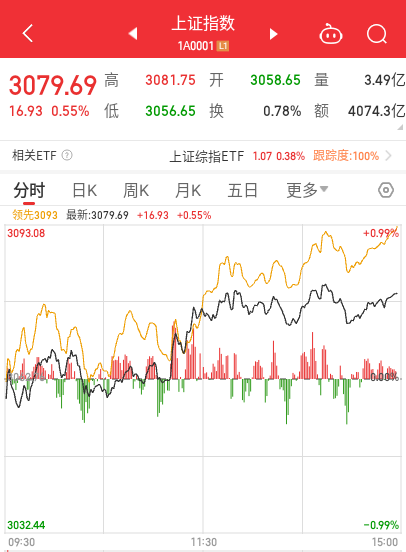 上证指数
1A0001 L1
3079.69 高 3081.75 开 3058.65 量 3.49亿
16.93 0.55% 低 3056.65 换 0.78% 额 4074.3亿
相关ETF ? 上证综指ETF 1.07 0.38% 跟踪度:100%
分时 日K 周K 月K 五日 更多
领先3093 最新:3079.69 +16.93 +0.55%
3093.08 +0.99%
0.00%
3032.44 -0.99%
09:30 11:30 15:00